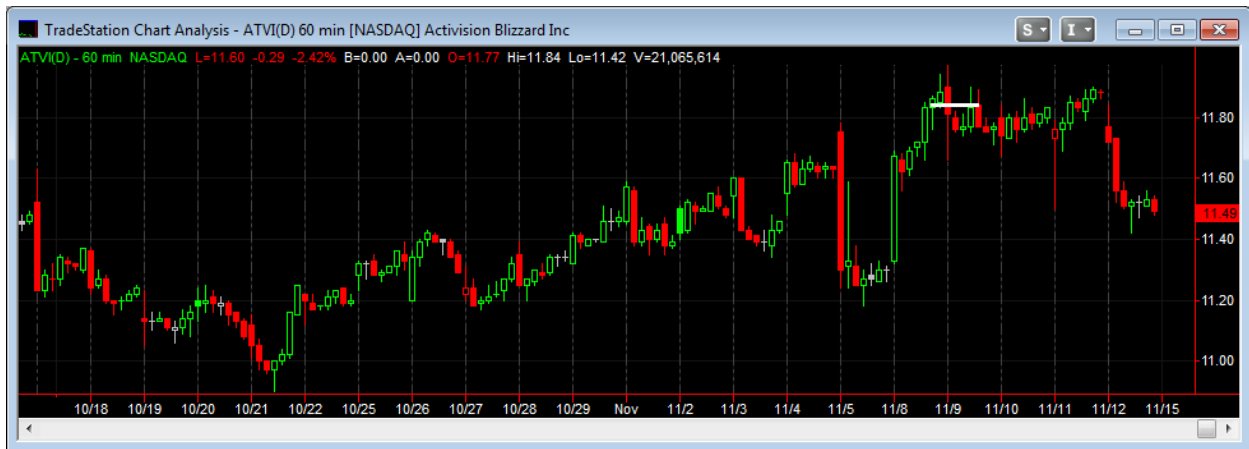 TradeStation Chart Analysis - ATVI(D) 60 min [NASDAQ] Activision Blizzard Inc
S I
ATVI(D) - 60 min NASDAQ L=11.60 -0.29 -2.42% B=0.00 A=0.00 O=11.77 Hi=11.84 Lo=11.42 V=21,065,614
11.80
11.60
11.49
11.40
11.20
11.00
10/18 10/19 10/20 10/21 10/22 10/25 10/26 10/27 10/28 10/29 Nov 11/2 11/3 11/4 11/5 11/8 11/9 11/10 11/11 11/12 11/15